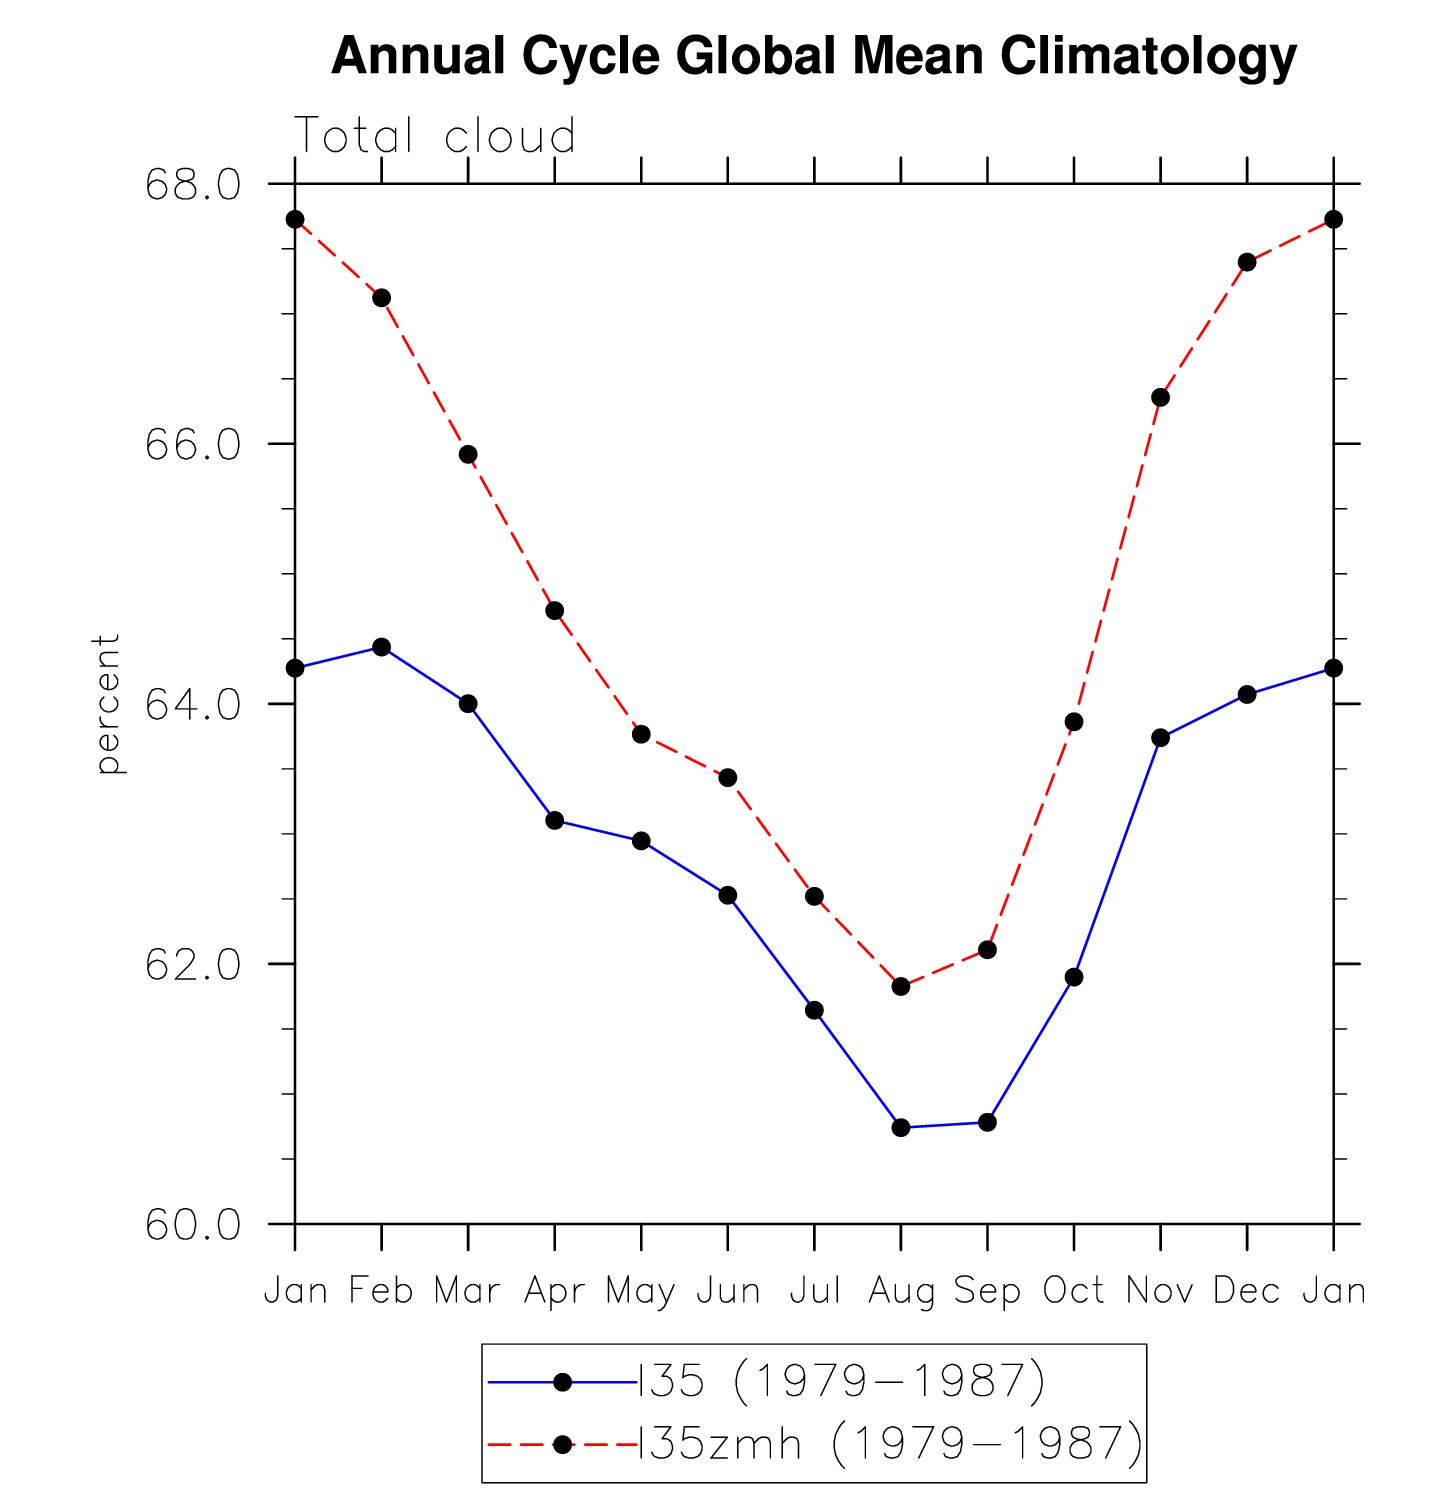 Annual Cycle Global Mean Climatology
Total cloud
68.0
66.0
64.0
62.0
60.0
percent
Jan Feb Mar Apr May Jun Jul Aug Sep Oct Nov Dec Jan
I35 (1979-1987)
I35zmh (1979-1987)